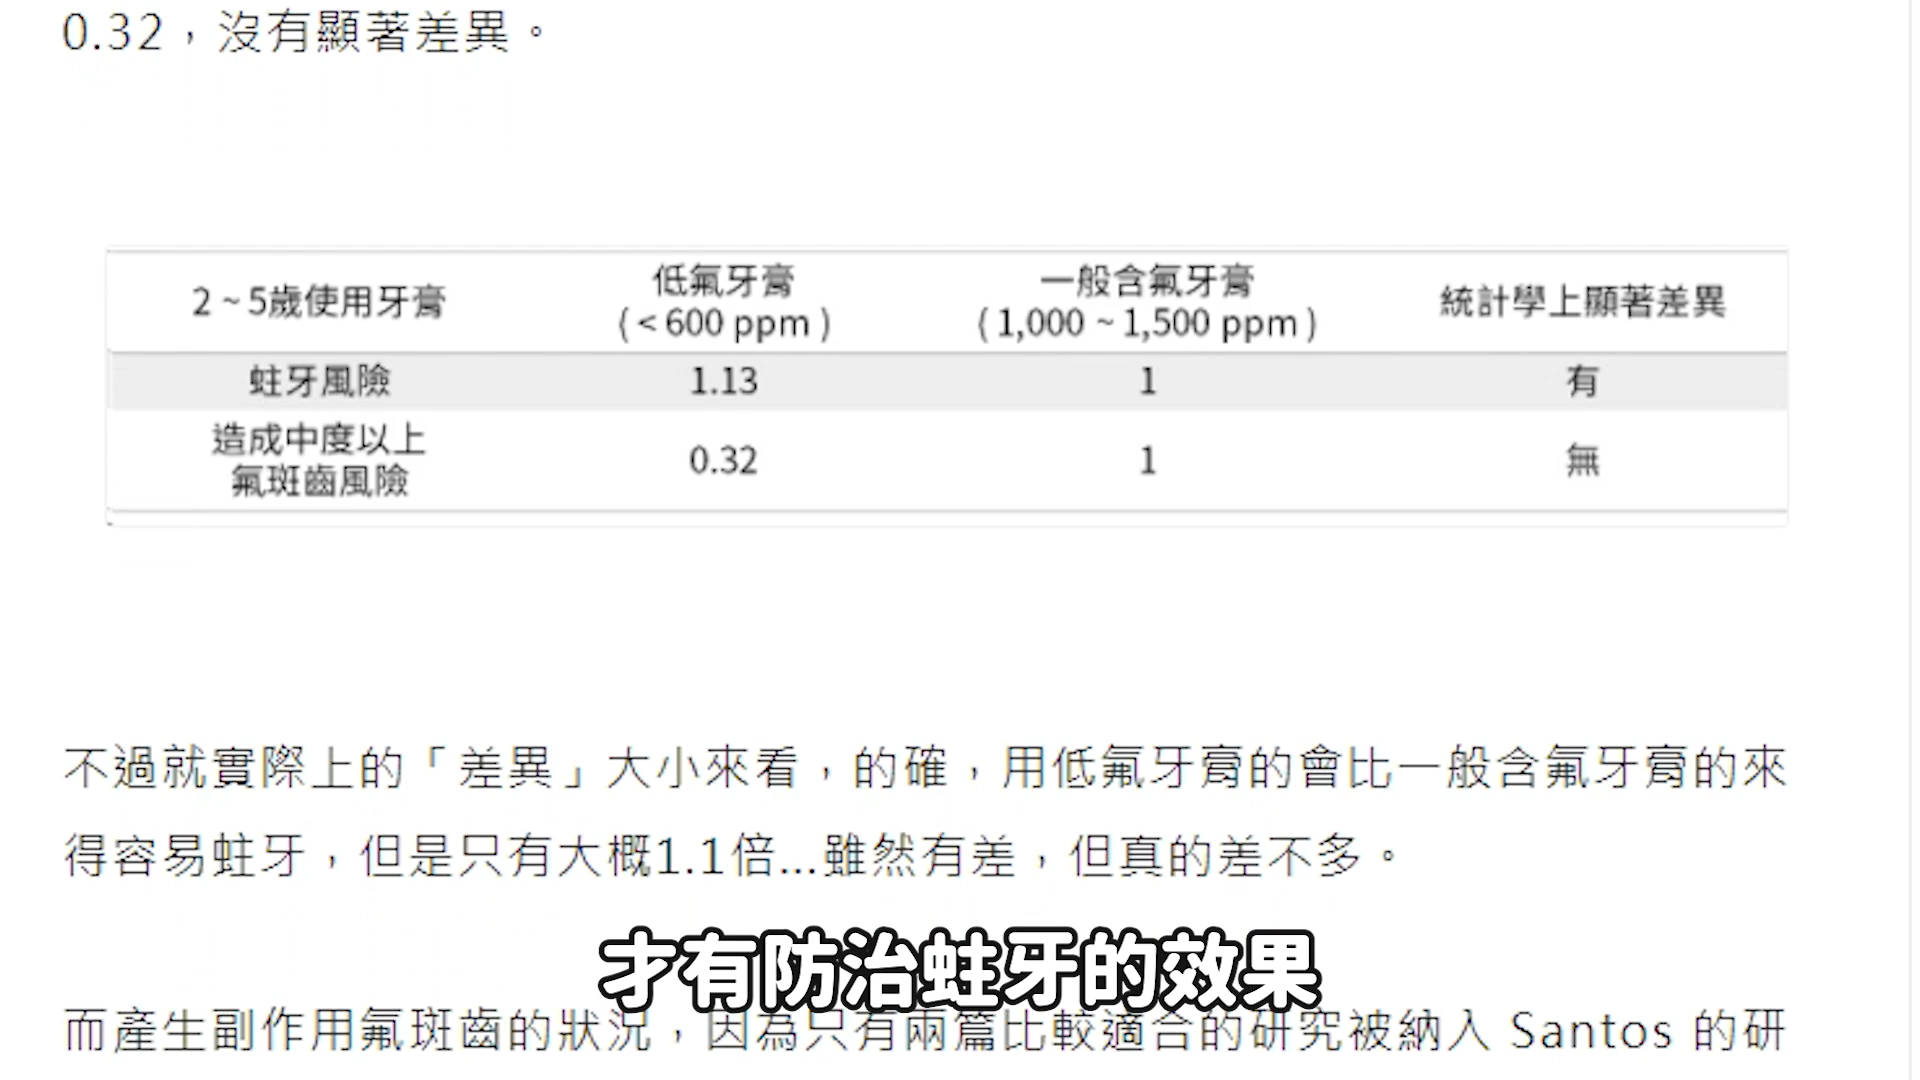 0.32，沒有顯著差異。
2 ~ 5歲使用牙膏 低氟牙膏 (< 600 ppm) 一般含氟牙膏 (1,000 ~ 1,500 ppm) 統計學上顯著差異
蛀牙風險 1.13 1 有
造成中度以上氟斑齒風險 0.32 1 無
不過就實際上的「差異」大小來看，的確，用低氟牙膏的會比一般含氟牙膏的來
得容易蛀牙，但是只有大概1.1倍...雖然有差，但真的差不多。
才有防治蛀牙的效果
而產生副作用氟斑齒的狀況，因為只有兩篇比較適合的研究被納入 Santos 的研